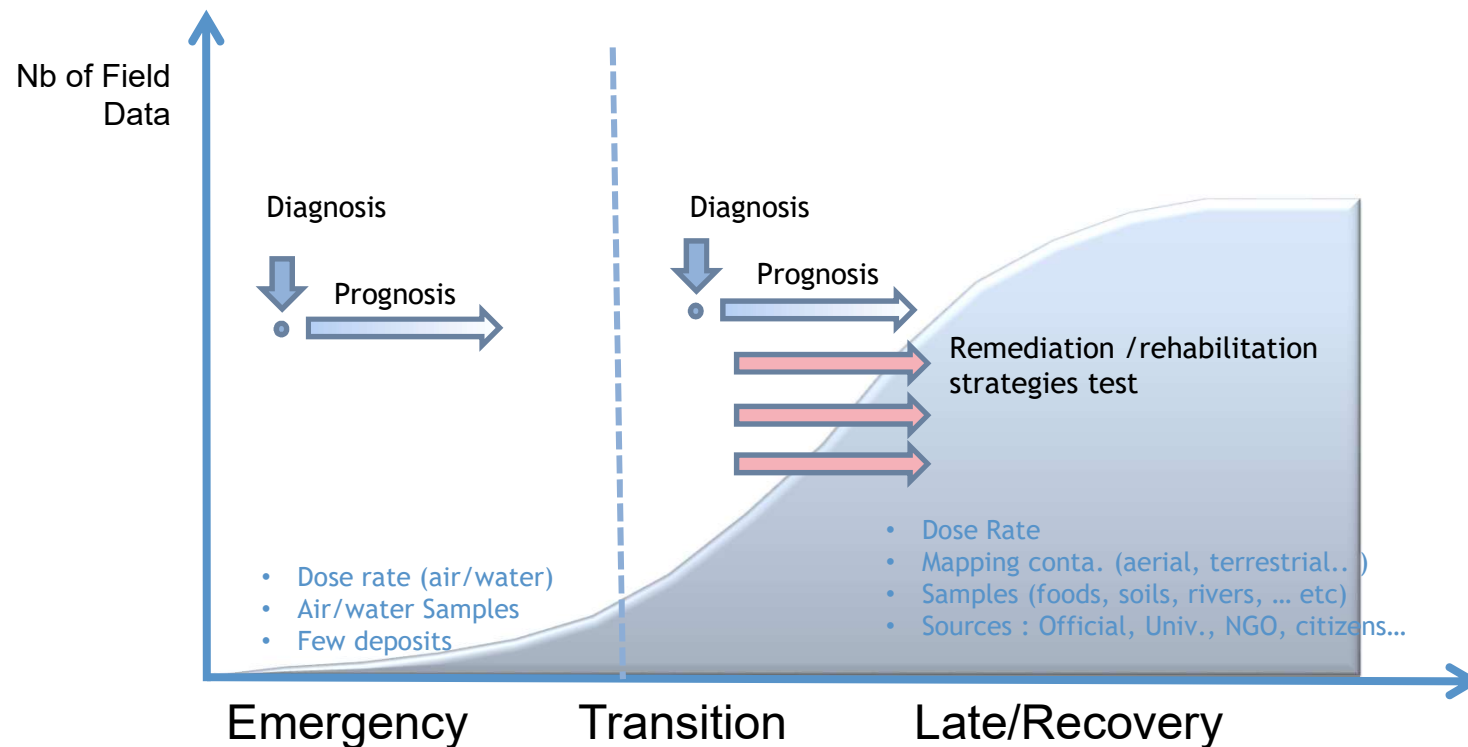 Nb of Field
Data
Diagnosis
Prognosis
Diagnosis
Prognosis
Remediation /rehabilitation
strategies test
• Dose rate (air/water)
• Air/water Samples
• Few deposits
• Dose Rate
• Mapping conta. (aerial, terrestrial.. )
• Samples (foods, soils, rivers, … etc)
• Sources : Official, Univ., NGO, citizens…
Emergency
Transition
Late/Recovery